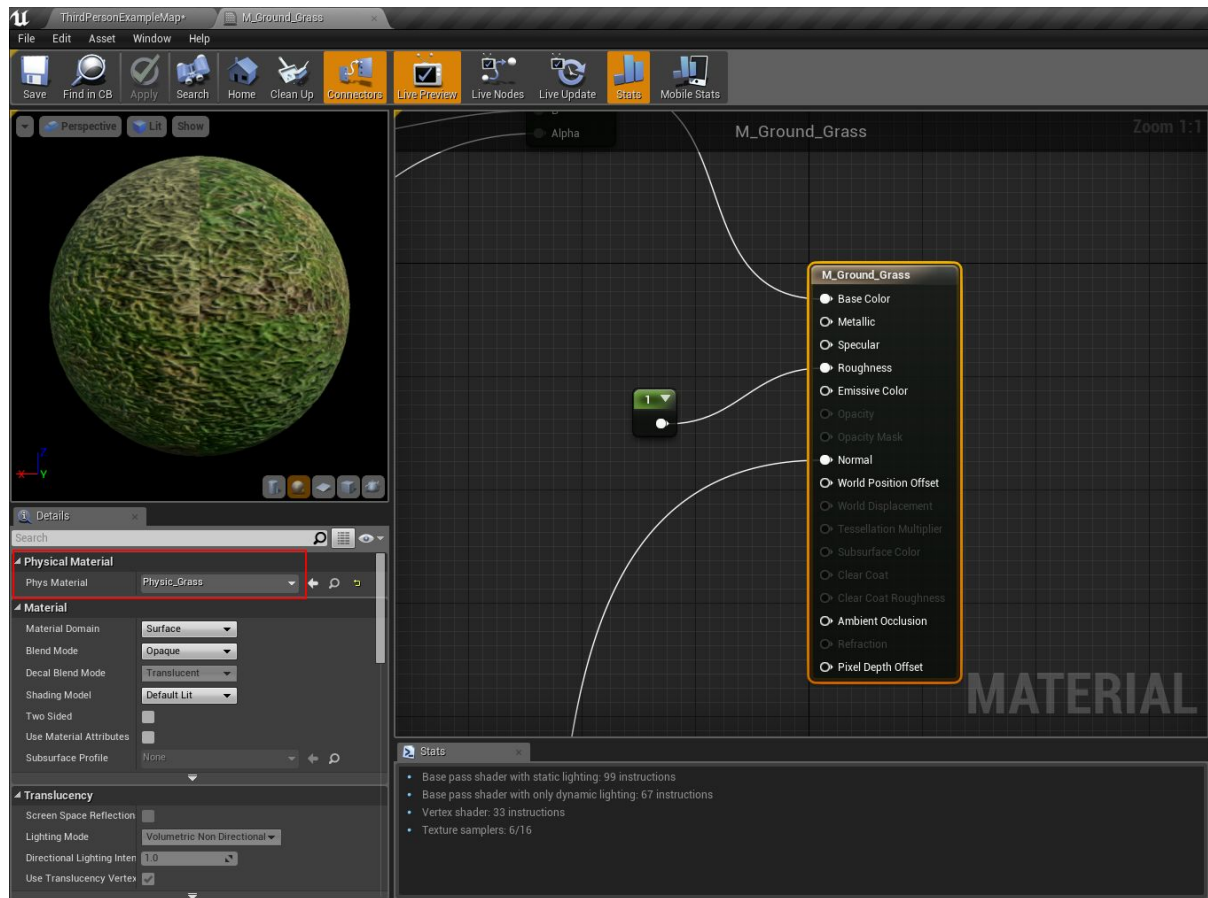 ThirdPersonExampleMap*
M_Ground_Grass
File Edit Asset Window Help
Save Find in CB Apply Search Home Clean Up Connectors Live Preview Live Nodes Live Update Stats Mobile Stats
Perspective Lit Show
Alpha
M_Ground_Grass
Zoom 1:1
M_Ground_Grass
Base Color
Metallic
Specular
Roughness
Emissive Color
Opacity
Opacity Mask
Normal
World Position Offset
World Displacement
Tessellation Multiplier
Subsurface Color
Clear Coat
Clear Coat Roughness
Ambient Occlusion
Refraction
Pixel Depth Offset
1
MATERIAL
X Y Z
Details
Search
Physical Material
Phys Material Physic_Grass
Material
Material Domain Surface
Blend Mode Opaque
Decal Blend Mode Translucent
Shading Model Default Lit
Two Sided
Use Material Attributes
Subsurface Profile None
Translucency
Screen Space Reflection
Lighting Mode Volumetric Non Directional
Directional Lighting Inten 1.0
Use Translucency Vertex
Stats
Base pass shader with static lighting: 99 instructions
Base pass shader with only dynamic lighting: 67 instructions
Vertex shader: 33 instructions
Texture samplers: 6/16